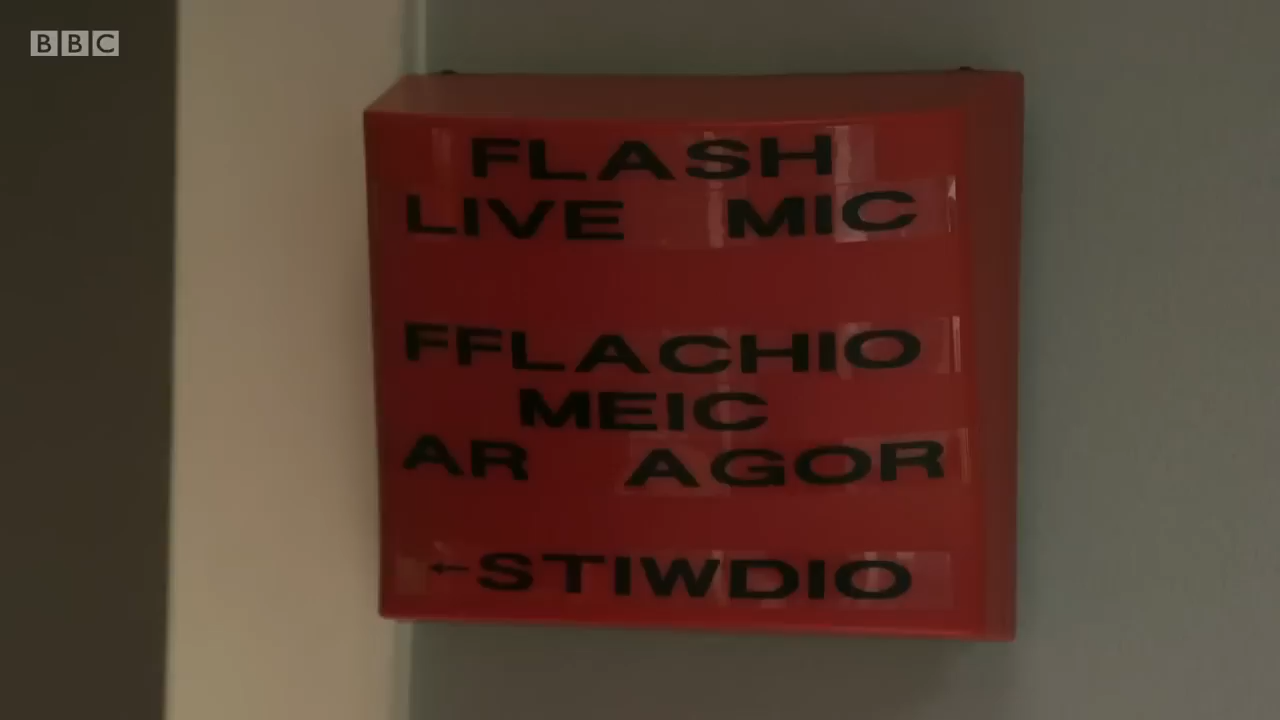 BBC
FLASH
LIVE MIC
FFLACHIO
MEIC
AR AGOR
←STIWDIO